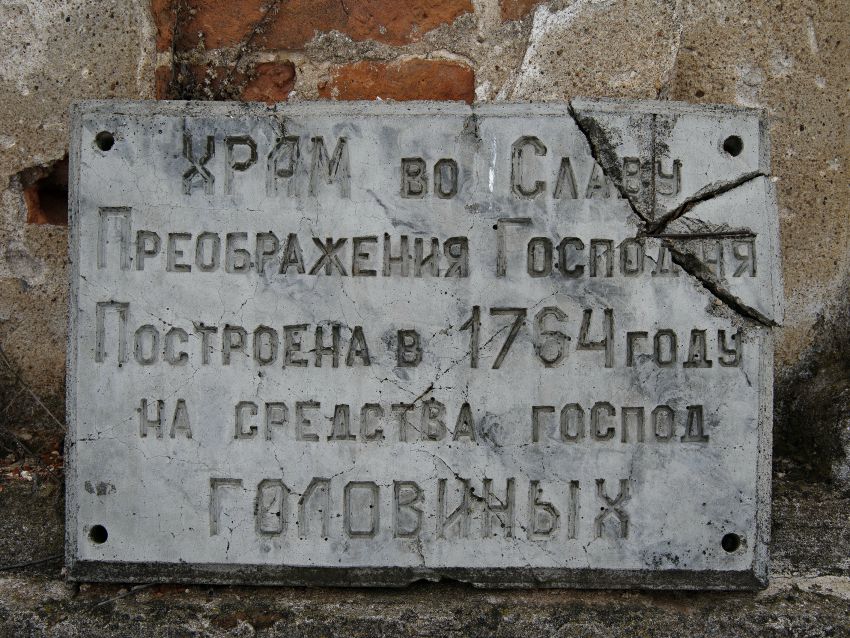 ХРАМ во Славу
Преображения Господня
Построена в 1764 году
на средства господ
Головиных